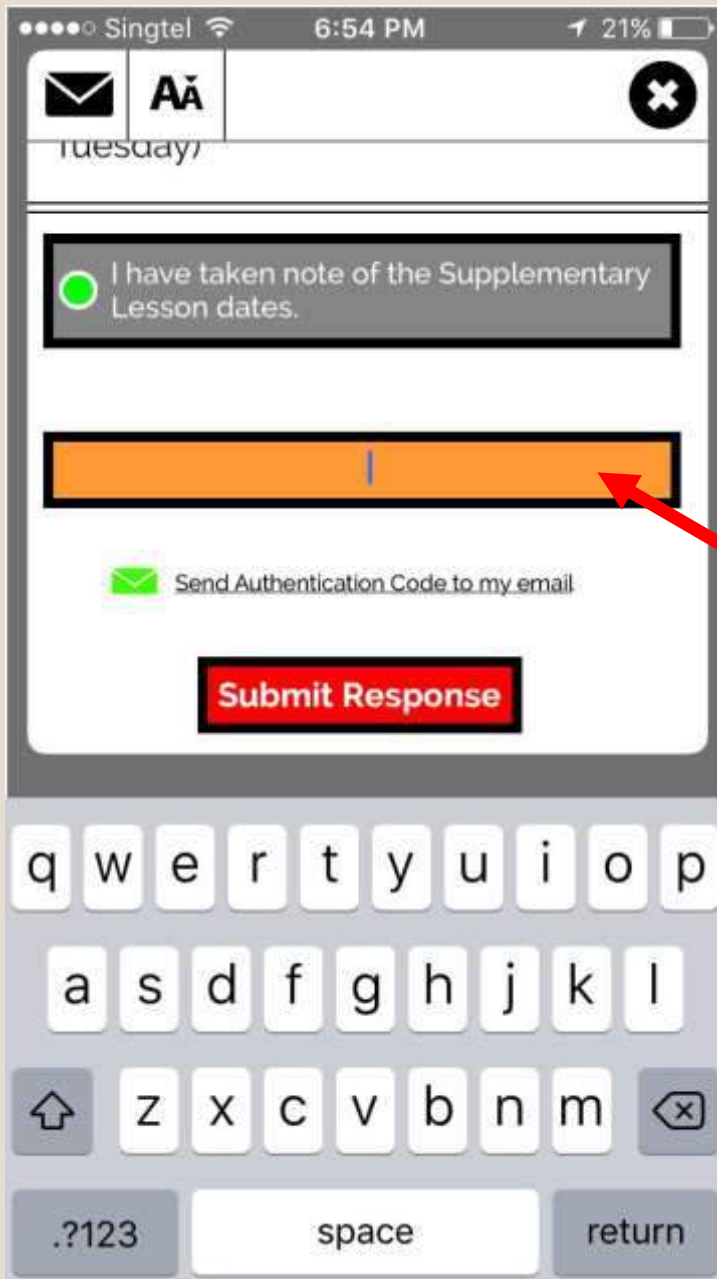 Singtel 6:54 PM 21%
AĂ
Tuesday)
I have taken note of the Supplementary
Lesson dates.
Send Authentication Code to my email
Submit Response
q w e r t y u i o p
a s d f g h j k l
z x c v b n m
.?123 space return